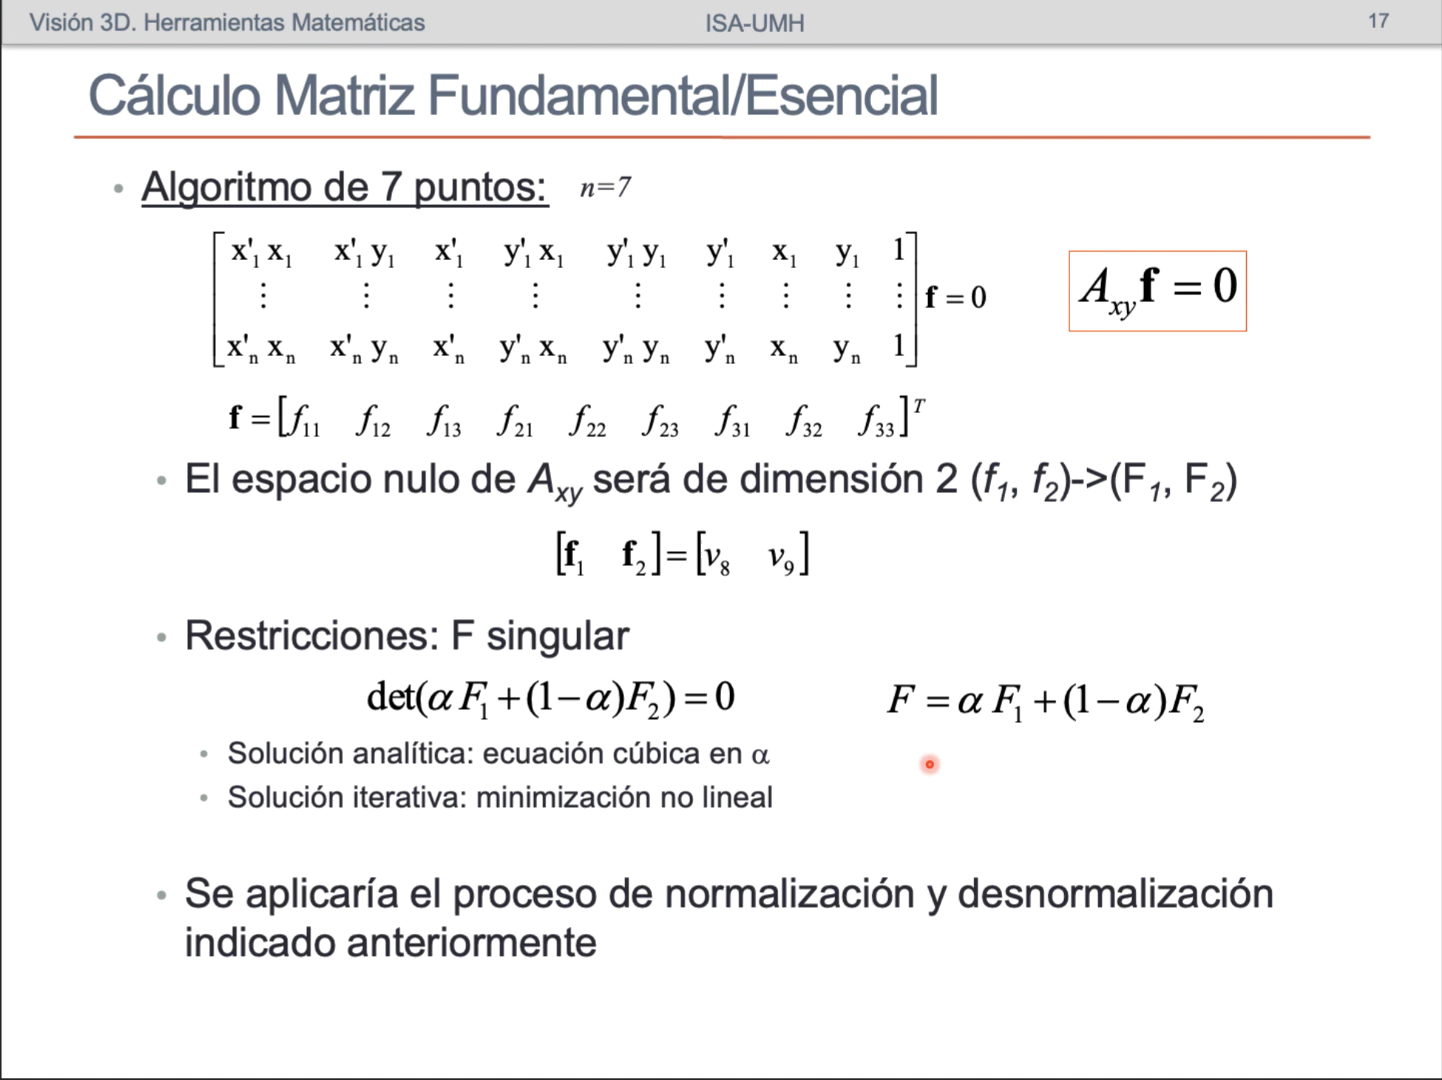 Visión 3D. Herramientas Matemáticas ISA-UMH 17
Cálculo Matriz Fundamental/Esencial
• Algoritmo de 7 puntos: n=7
x'₁ x₁ x'₁ y₁ x'₁ y'₁ x₁ y'₁ y₁ y'₁ x₁ y₁ 1
⋮ ⋮ ⋮ ⋮ ⋮ ⋮ ⋮ ⋮ ⋮ f = 0 A_xy f = 0
x'ₙ xₙ x'ₙ yₙ x'ₙ y'ₙ xₙ y'ₙ yₙ y'ₙ xₙ yₙ 1
f = [f₁₁ f₁₂ f₁₃ f₂₁ f₂₂ f₂₃ f₃₁ f₃₂ f₃₃]ᵀ
• El espacio nulo de A_xy será de dimensión 2 (f₁, f₂)->(F₁, F₂)
[f₁ f₂] = [v₈ v₉]
• Restricciones: F singular
det(α F₁ + (1−α)F₂) = 0 F = α F₁ + (1−α)F₂
• Solución analítica: ecuación cúbica en α
• Solución iterativa: minimización no lineal
• Se aplicaría el proceso de normalización y desnormalización
indicado anteriormente